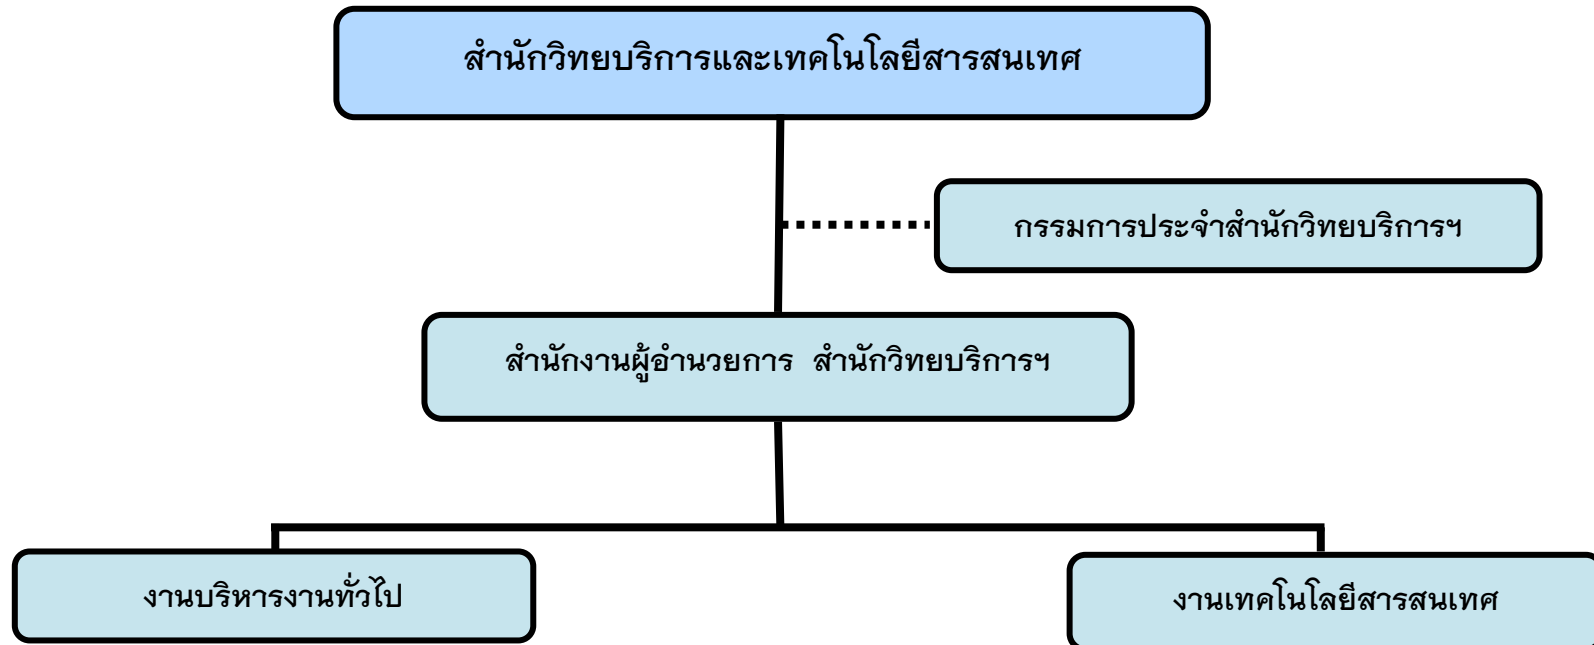 สำนักวิทยบริการและเทคโนโลยีสารสนเทศ
กรรมการประจำสำนักวิทยบริการฯ
สำนักงานผู้อำนวยการ สำนักวิทยบริการฯ
งานบริหารงานทั่วไป
งานเทคโนโลยีสารสนเทศ